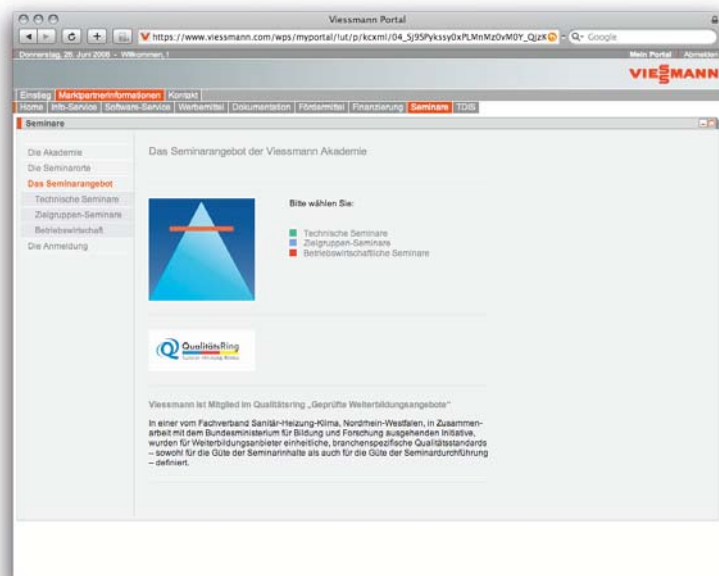 Viessmann Portal
https://www.viessmann.com/wps/myportal/!ut/p/kcxml/04_Sj9SPykssy0xPLMnMz0vM0Y_QjzK
Google
Donnerstag, 26. Juni 2008 - Willkommen, !
Mein Portal Abmelden
VIESMANN
Einstieg Marktpartnerinformationen Kontakt
Home Info-Service Software-Service Werbemittel Dokumentation Fördermittel Finanzierung Seminare TDIS
Seminare
Die Akademie
Die Seminarorte
Das Seminarangebot
Technische Seminare
Zielgruppen-Seminare
Betriebswirtschaft
Die Anmeldung
Das Seminarangebot der Viessmann Akademie
Bitte wählen Sie:
Technische Seminare
Zielgruppen-Seminare
Betriebswirtschaftliche Seminare
QualitätsRing
Sanitär Heizung Klima
Viessmann ist Mitglied im Qualitätsring „Geprüfte Weiterbildungsangebote“
In einer vom Fachverband Sanitär-Heizung-Klima, Nordrhein-Westfalen, in Zusammen-
arbeit mit dem Bundesministerium für Bildung und Forschung ausgehenden Initiative,
wurden für Weiterbildungsanbieter einheitliche, branchenspezifische Qualitätsstandards
– sowohl für die Güte der Seminarinhalte als auch für die Güte der Seminardurchführung
– definiert.